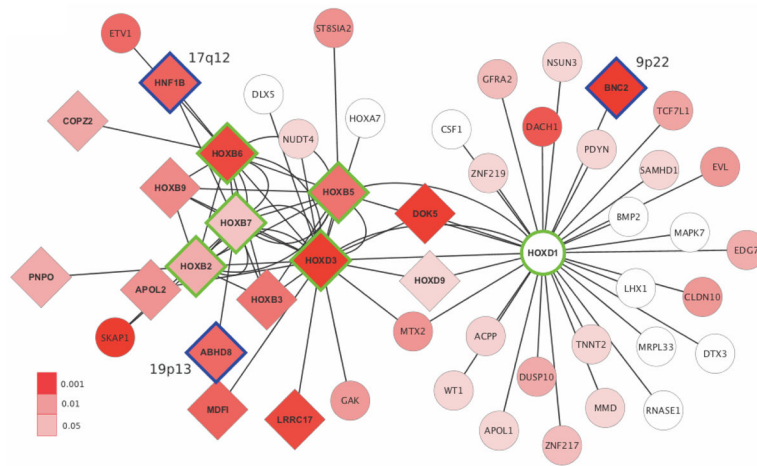 ETV1
17q12
ST8SIA2
NSUN3
9p22
HNF1B
DLX5
GFRA2
BNC2
COPZ2
HOXA7
CSF1
DACH1
TCF7L1
NUDT4
PDYN
HOXB6
ZNF219
SAMHD1
EVL
HOXB9
HOXB5
DOK5
BMP2
HOXB7
MAPK7
HOXB2
HOXD3
HOXD1
EDG7
PNPO
APOL2
HOXB3
HOXD9
LHX1
CLDN10
SKAP1
MTX2
ACPP
TNNT2
MRPL33
DTX3
19p13
ABHD8
DUSP10
0.001
WT1
0.01
MDFI
LRRC17
GAK
MMD
RNASE1
0.05
APOL1
ZNF217